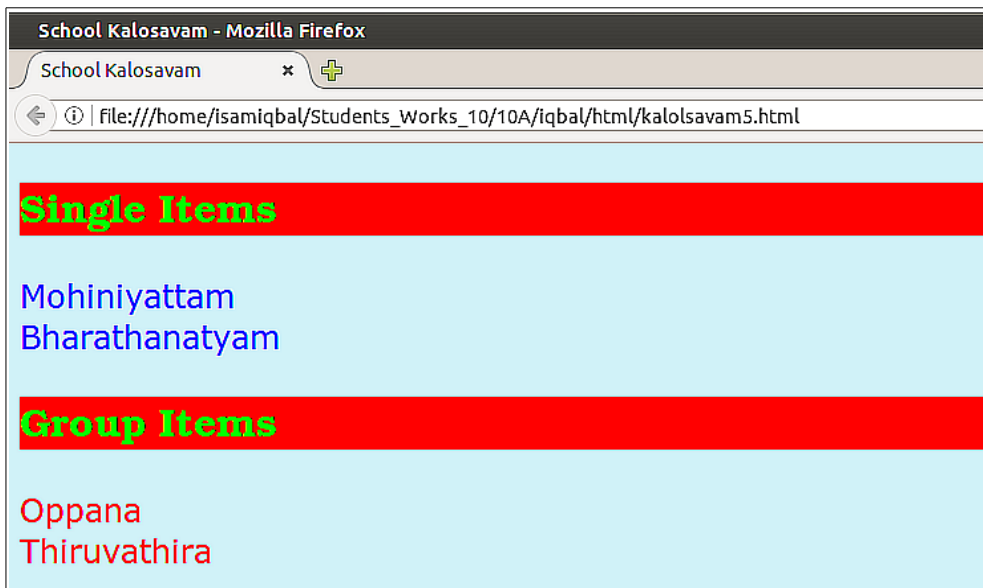 School Kalosavam - Mozilla Firefox
School Kalosavam
file:///home/isamiqbal/Students_Works_10/10A/iqbal/html/kalolsavam5.html
Single Items
Mohiniyattam
Bharathanatyam
Group Items
Oppana
Thiruvathira